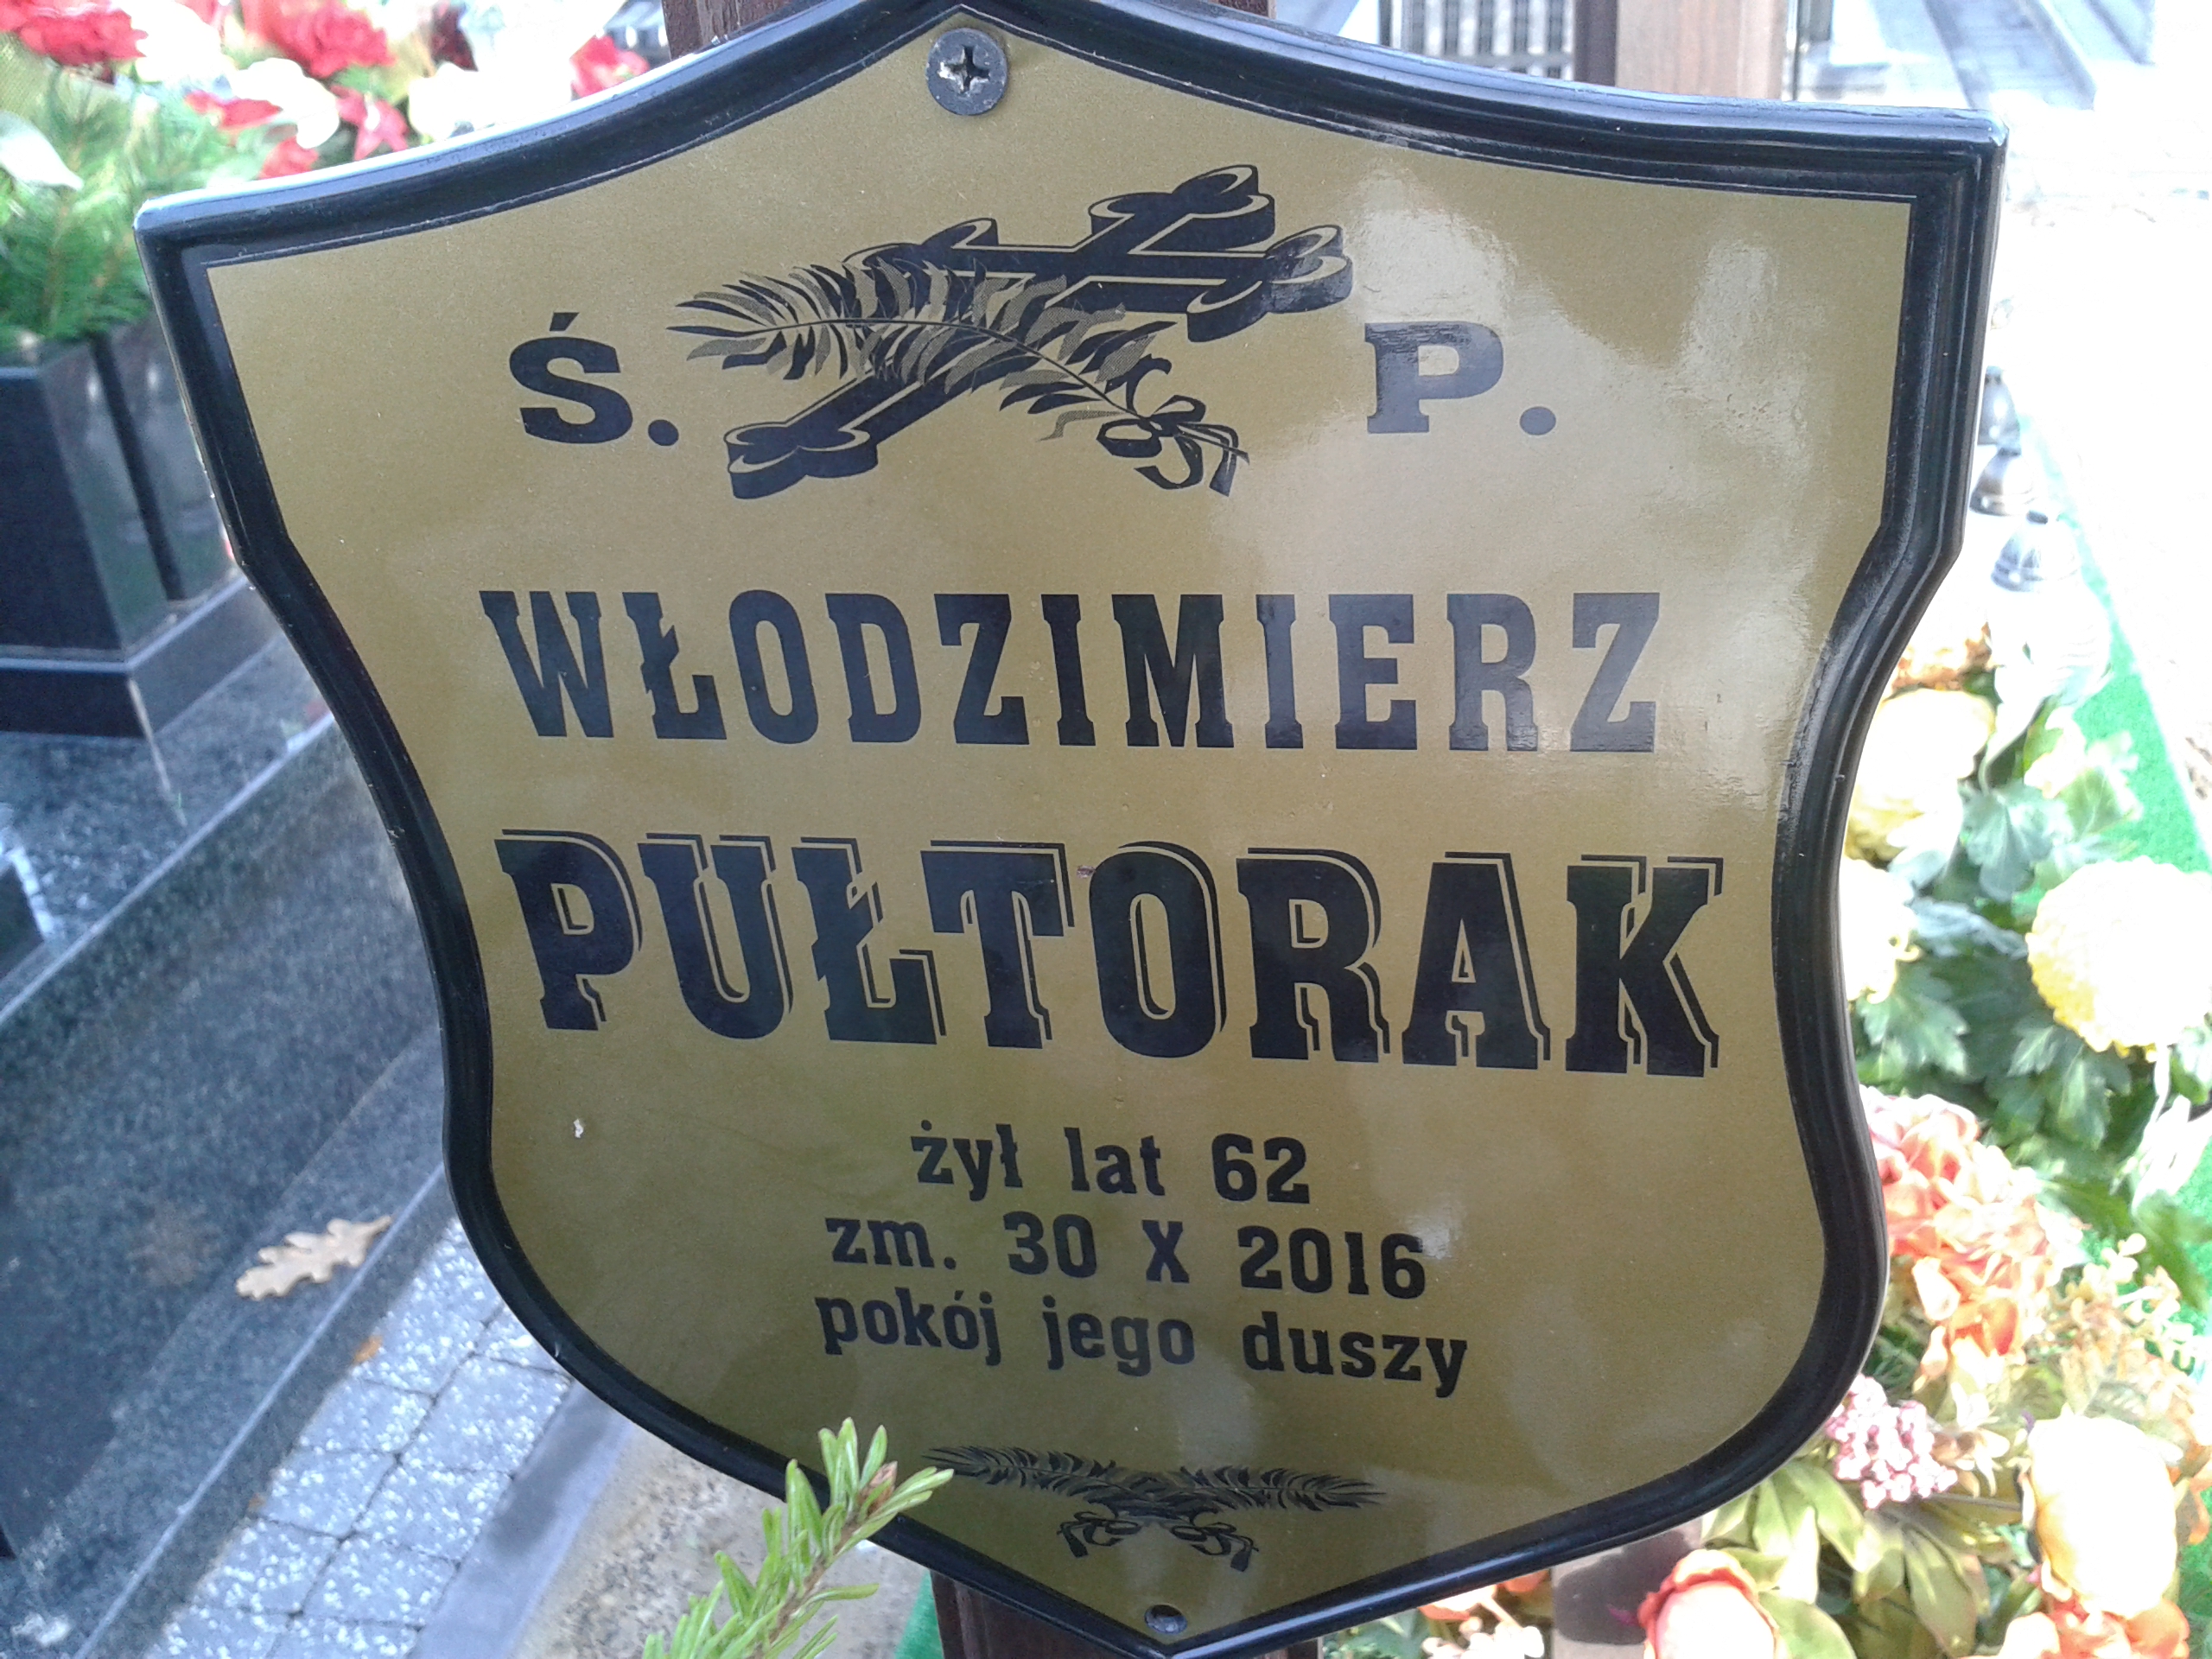 Ś. P.
WŁODZIMIERZ
PUŁTORAK
żył lat 62
zm. 30 X 2016
pokój jego duszy